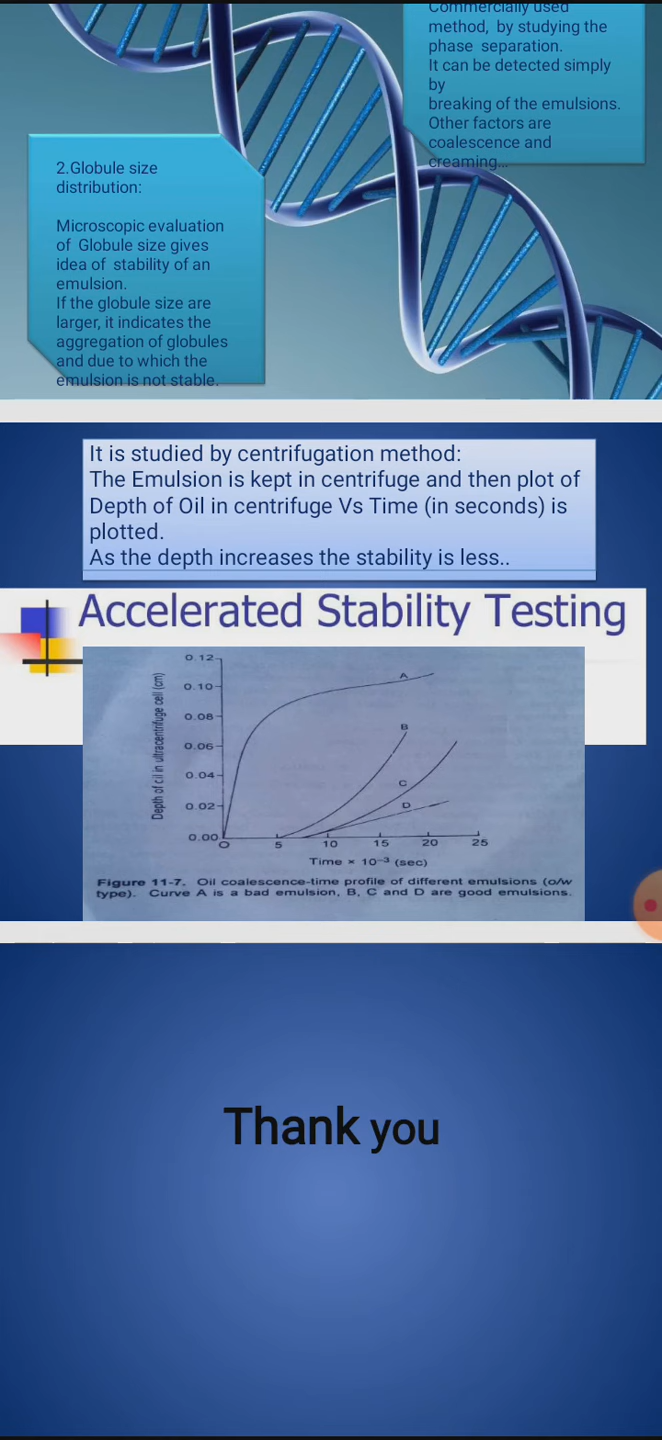 Commercially used
method, by studying the
phase separation.
It can be detected simply
by
breaking of the emulsions.
Other factors are
coalescence and
creaming...
2.Globule size
distribution:
Microscopic evaluation
of Globule size gives
idea of stability of an
emulsion.
If the globule size are
larger, it indicates the
aggregation of globules
and due to which the
emulsion is not stable.
It is studied by centrifugation method:
The Emulsion is kept in centrifuge and then plot of
Depth of Oil in centrifuge Vs Time (in seconds) is
plotted.
As the depth increases the stability is less..
Accelerated Stability Testing
Depth of oil in ultracentrifuge cell (cm)
0.12
0.10
0.08
0.06
0.04
0.02
0.00
A
B
C
D
0 5 10 15 20 25
Time × 10⁻³ (sec)
Figure 11-7. Oil coalescence-time profile of different emulsions (o/w
type). Curve A is a bad emulsion, B, C and D are good emulsions.
Thank you